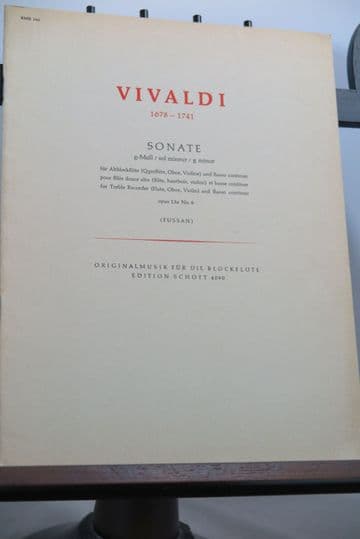 VIVALDI
1678 – 1741
SONATE
g-Moll / sol mineur / g minor
für Altblockflöte (Querflöte, Oboe, Violine) und Basso continuo
pour flûte douce alto (flûte, hautbois, violon) et basse continue
for Treble Recorder (Flute, Oboe, Violin) and Basso continuo
opus 13a No. 6
(FUSSAN)
ORIGINALMUSIK FÜR DIE BLOCKFLÖTE
EDITION SCHOTT 4090